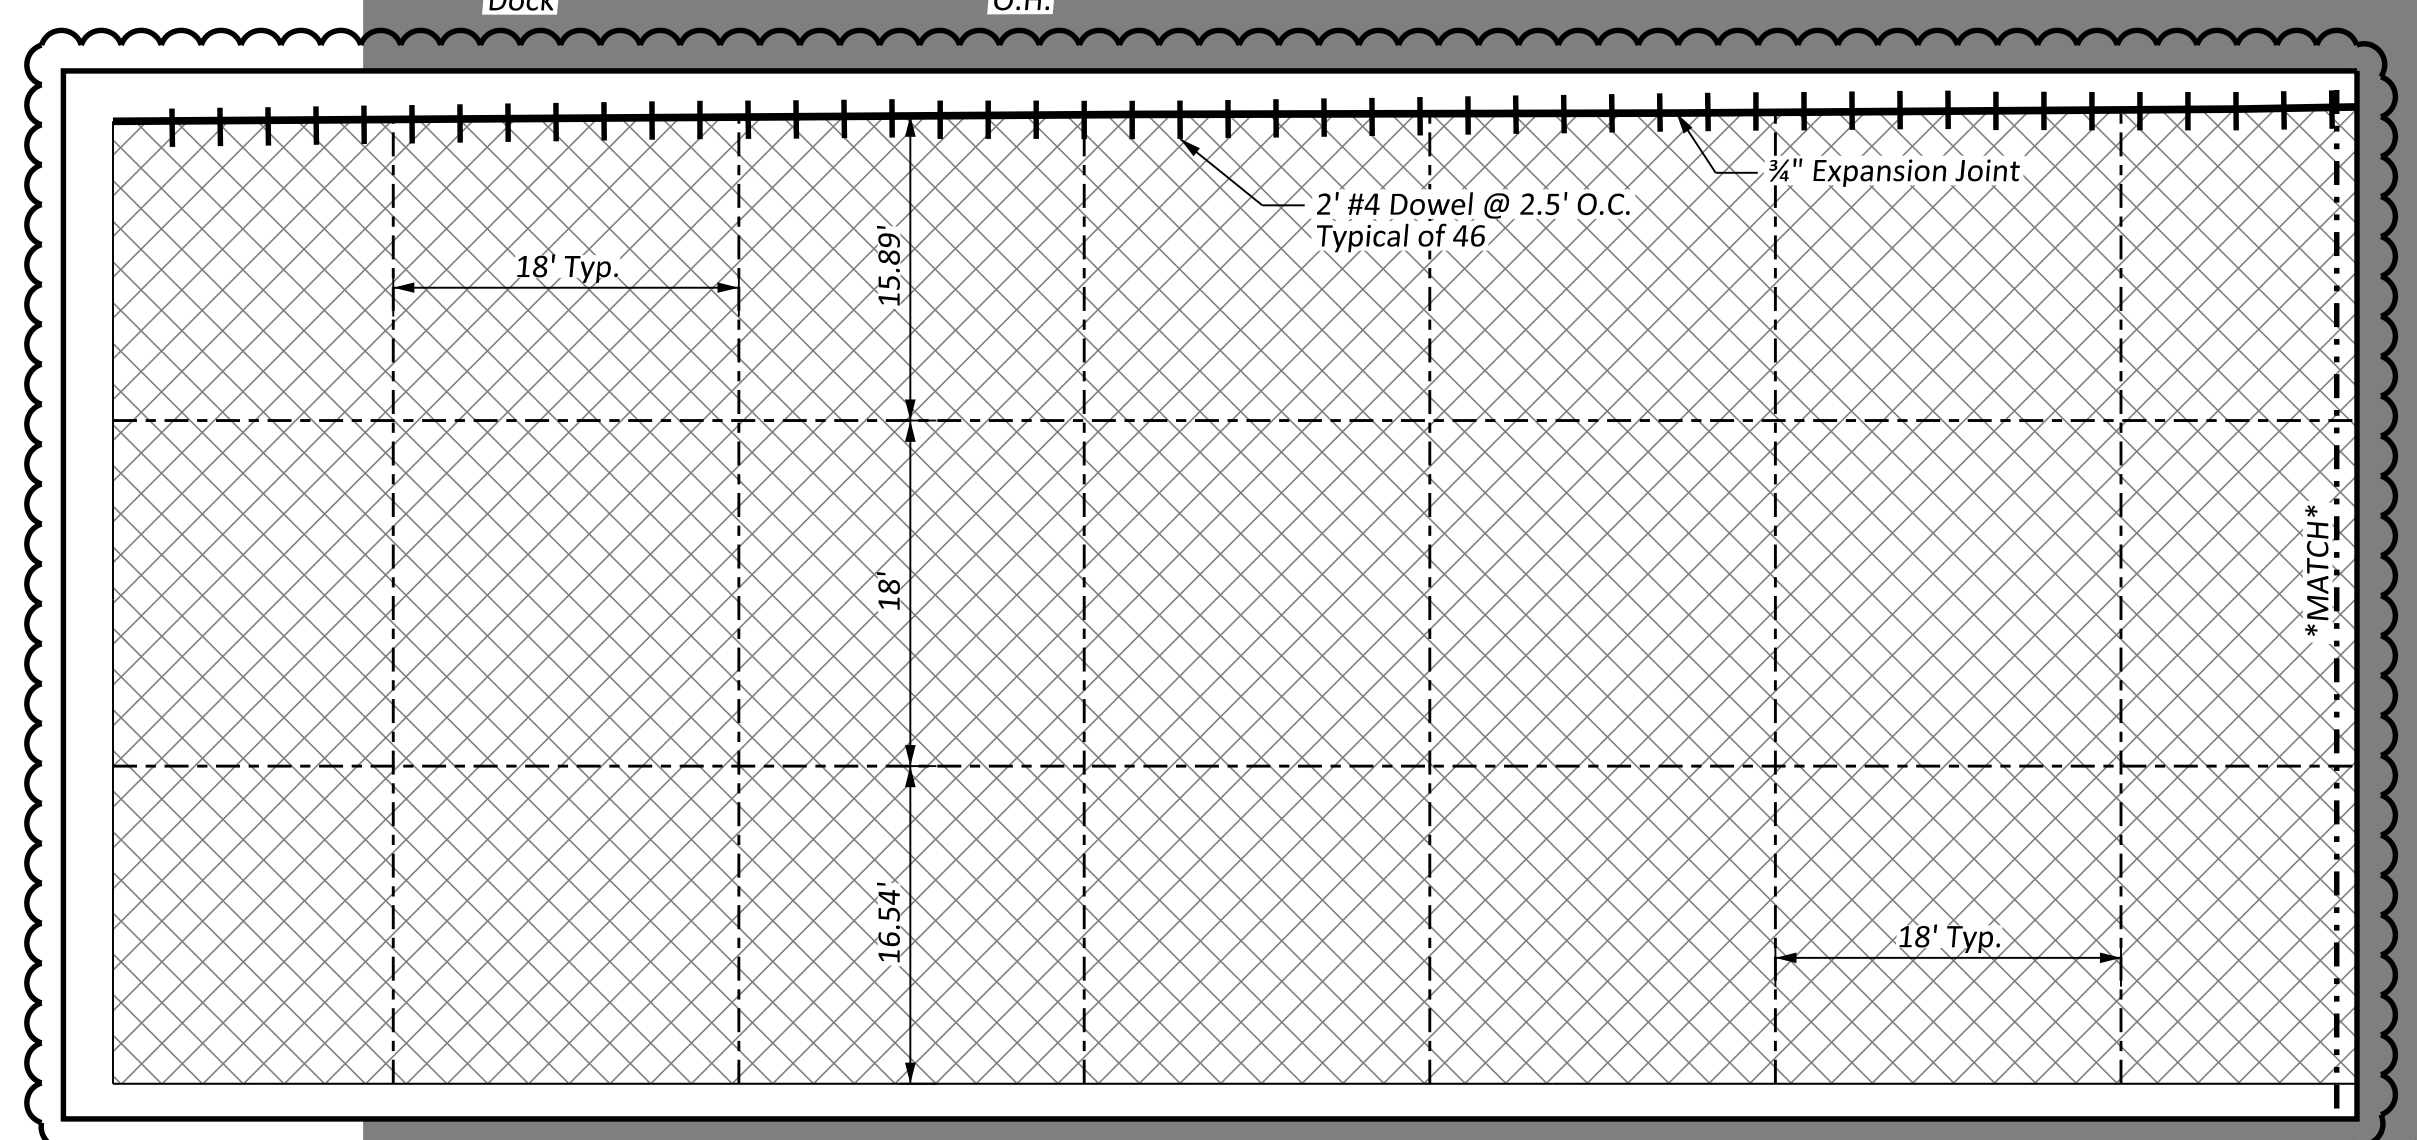 Dock
O.H.
¾" Expansion Joint
2' #4 Dowel @ 2.5' O.C.
Typical of 46
15.89'
18' Typ.
18'
*MATCH*
16.54'
18' Typ.